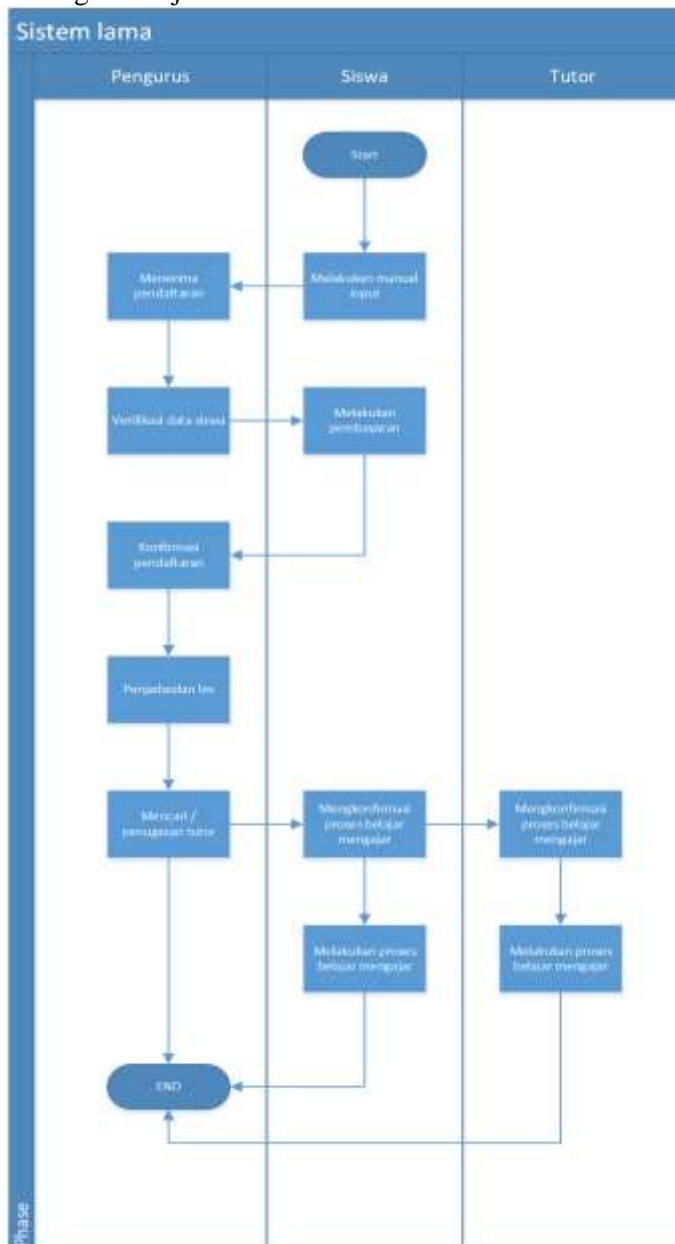 Sistem lama
Pengurus
Siswa
Tutor
Start
Menerima
pendaftaran
Melakukan manual
input
Verifikasi data siswa
Melakukan
pembayaran
Konfirmasi
pendaftaran
Penjadwalan les
Mencari /
penugasan tutor
Mengkonfirmasi
proses belajar
mengajar
Mengkonfirmasi
proses belajar
mengajar
Melakukan proses
belajar mengajar
Melakukan proses
belajar mengajar
END
Phase